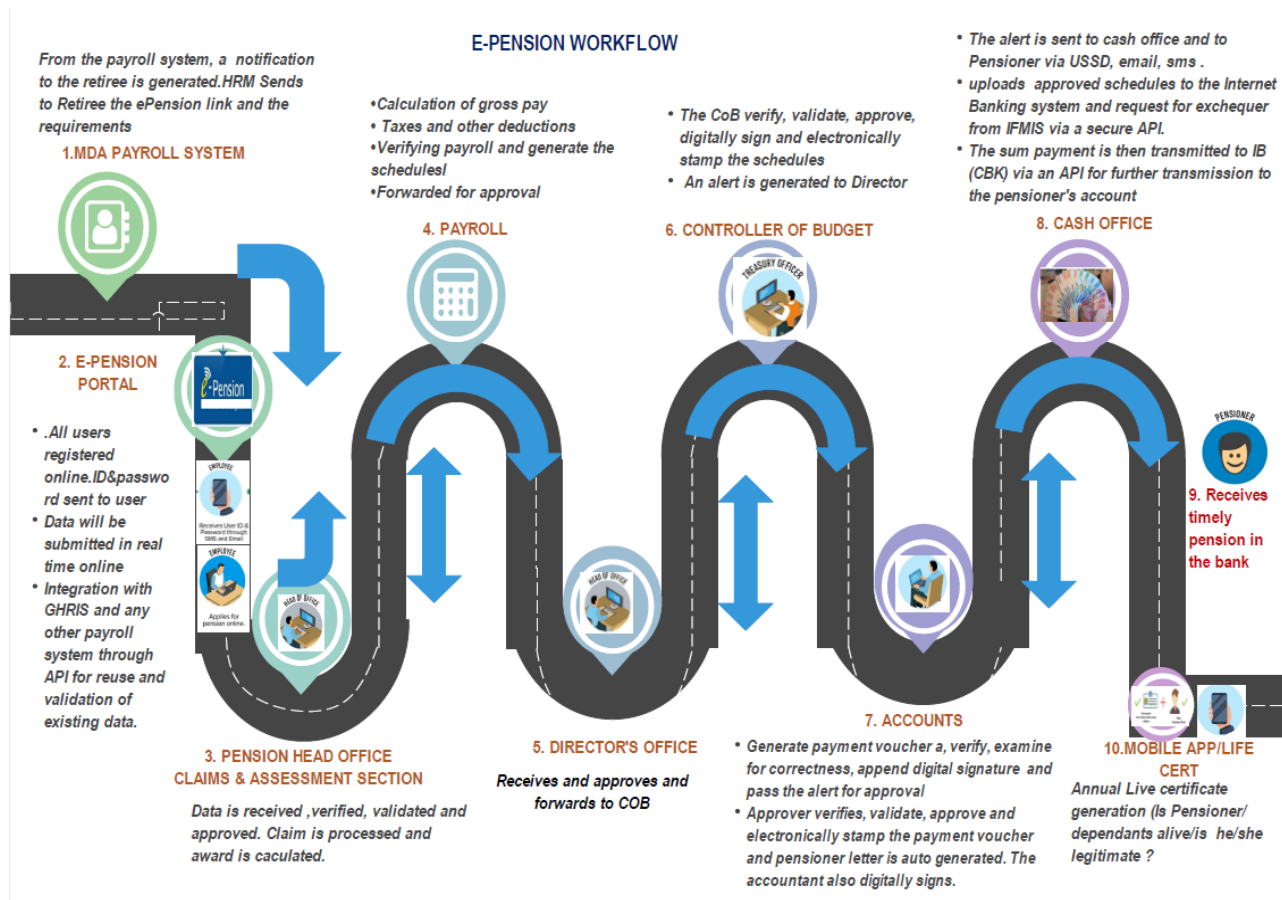 E-PENSION WORKFLOW
From the payroll system, a notification
to the retiree is generated.HRM Sends
to Retiree the ePension link and the
requirements
1.MDA PAYROLL SYSTEM
2. E-PENSION
PORTAL
• .All users
registered
online.ID&passwo
rd sent to user
• Data will be
submitted in real
time online
• Integration with
GHRIS and any
other payroll
system through
API for reuse and
validation of
existing data.
e-Pension
EMPLOYEE
Receives User ID &
Password through
SMS and Email
EMPLOYEE
Applies for
pension online.
HEAD OF OFFICE
3. PENSION HEAD OFFICE
CLAIMS & ASSESSMENT SECTION
Data is received ,verified, validated and
approved. Claim is processed and
award is caculated.
•Calculation of gross pay
• Taxes and other deductions
•Verifying payroll and generate the
schedulesl
•Forwarded for approval
4. PAYROLL
HEAD OF OFFICE
5. DIRECTOR'S OFFICE
Receives and approves and
forwards to COB
• The CoB verify, validate, approve,
digitally sign and electronically
stamp the schedules
• An alert is generated to Director
6. CONTROLLER OF BUDGET
TREASURY OFFICER
7. ACCOUNTS
• Generate payment voucher a, verify, examine
for correctness, append digital signature and
pass the alert for approval
• Approver verifies, validate, approve and
electronically stamp the payment voucher
and pensioner letter is auto generated. The
accountant also digitally signs.
• The alert is sent to cash office and to
Pensioner via USSD, email, sms .
• uploads approved schedules to the Internet
Banking system and request for exchequer
from IFMIS via a secure API.
• The sum payment is then transmitted to IB
(CBK) via an API for further transmission to
the pensioner's account
8. CASH OFFICE
PENSIONER
9. Receives
timely
pension in
the bank
10.MOBILE APP/LIFE
CERT
Annual Live certificate
generation (Is Pensioner/
dependants alive/is he/she
legitimate ?